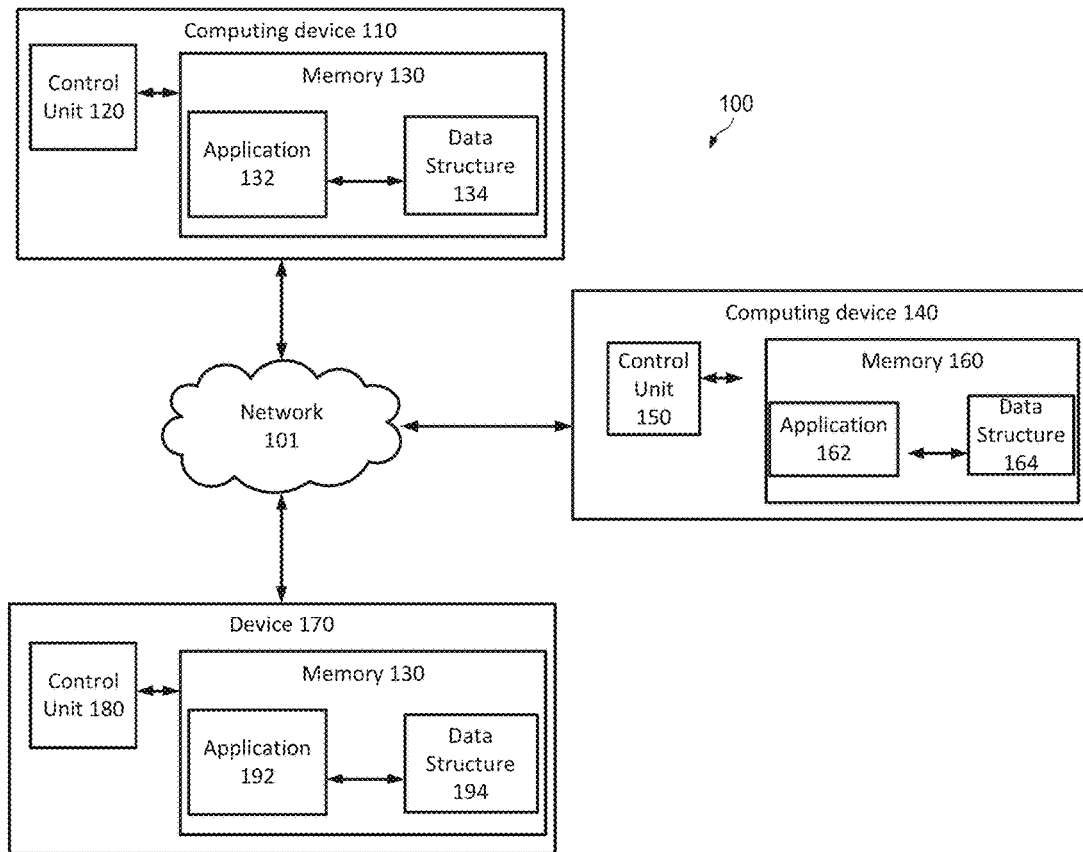 Computing device 110
Control
Unit 120
Memory 130
Application
132
Data
Structure
134
100
Computing device 140
Control
Unit
150
Memory 160
Application
162
Data
Structure
164
Network
101
Device 170
Control
Unit 180
Memory 130
Application
192
Data
Structure
194